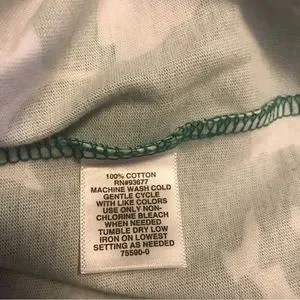 100% COTTON
RN#93677
MACHINE WASH COLD
GENTLE CYCLE
WITH LIKE COLORS
USE ONLY NON-
CHLORINE BLEACH
WHEN NEEDED
TUMBLE DRY LOW
IRON ON LOWEST
SETTING AS NEEDED
75590-0